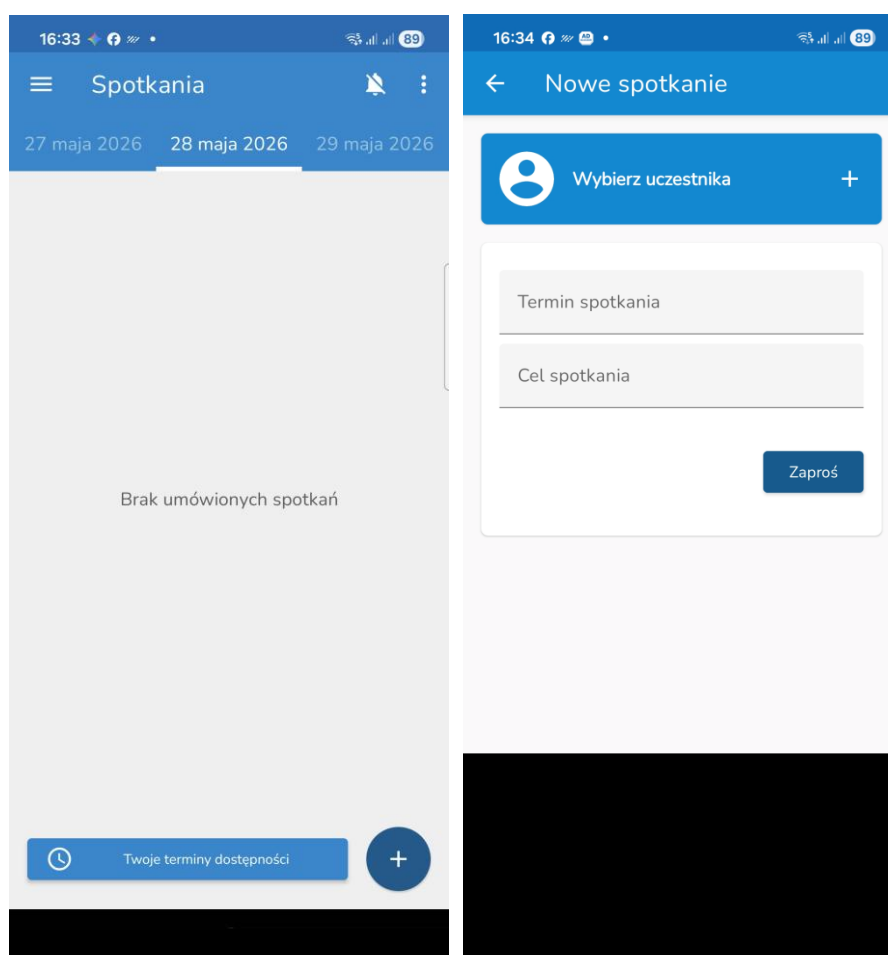 16:33
89
Spotkania
27 maja 2026 28 maja 2026 29 maja 2026
Brak umówionych spotkań
Twoje terminy dostępności
+
16:34
89
Nowe spotkanie
Wybierz uczestnika +
Termin spotkania
Cel spotkania
Zaproś